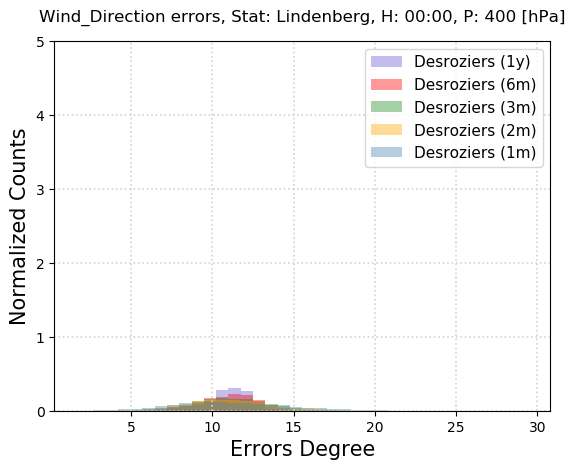 Wind_Direction errors, Stat: Lindenberg, H: 00:00, P: 400 [hPa]
Desroziers (1y)
Desroziers (6m)
Desroziers (3m)
Desroziers (2m)
Desroziers (1m)
Normalized Counts
5
4
3
2
1
0
5 10 15 20 25 30
Errors Degree